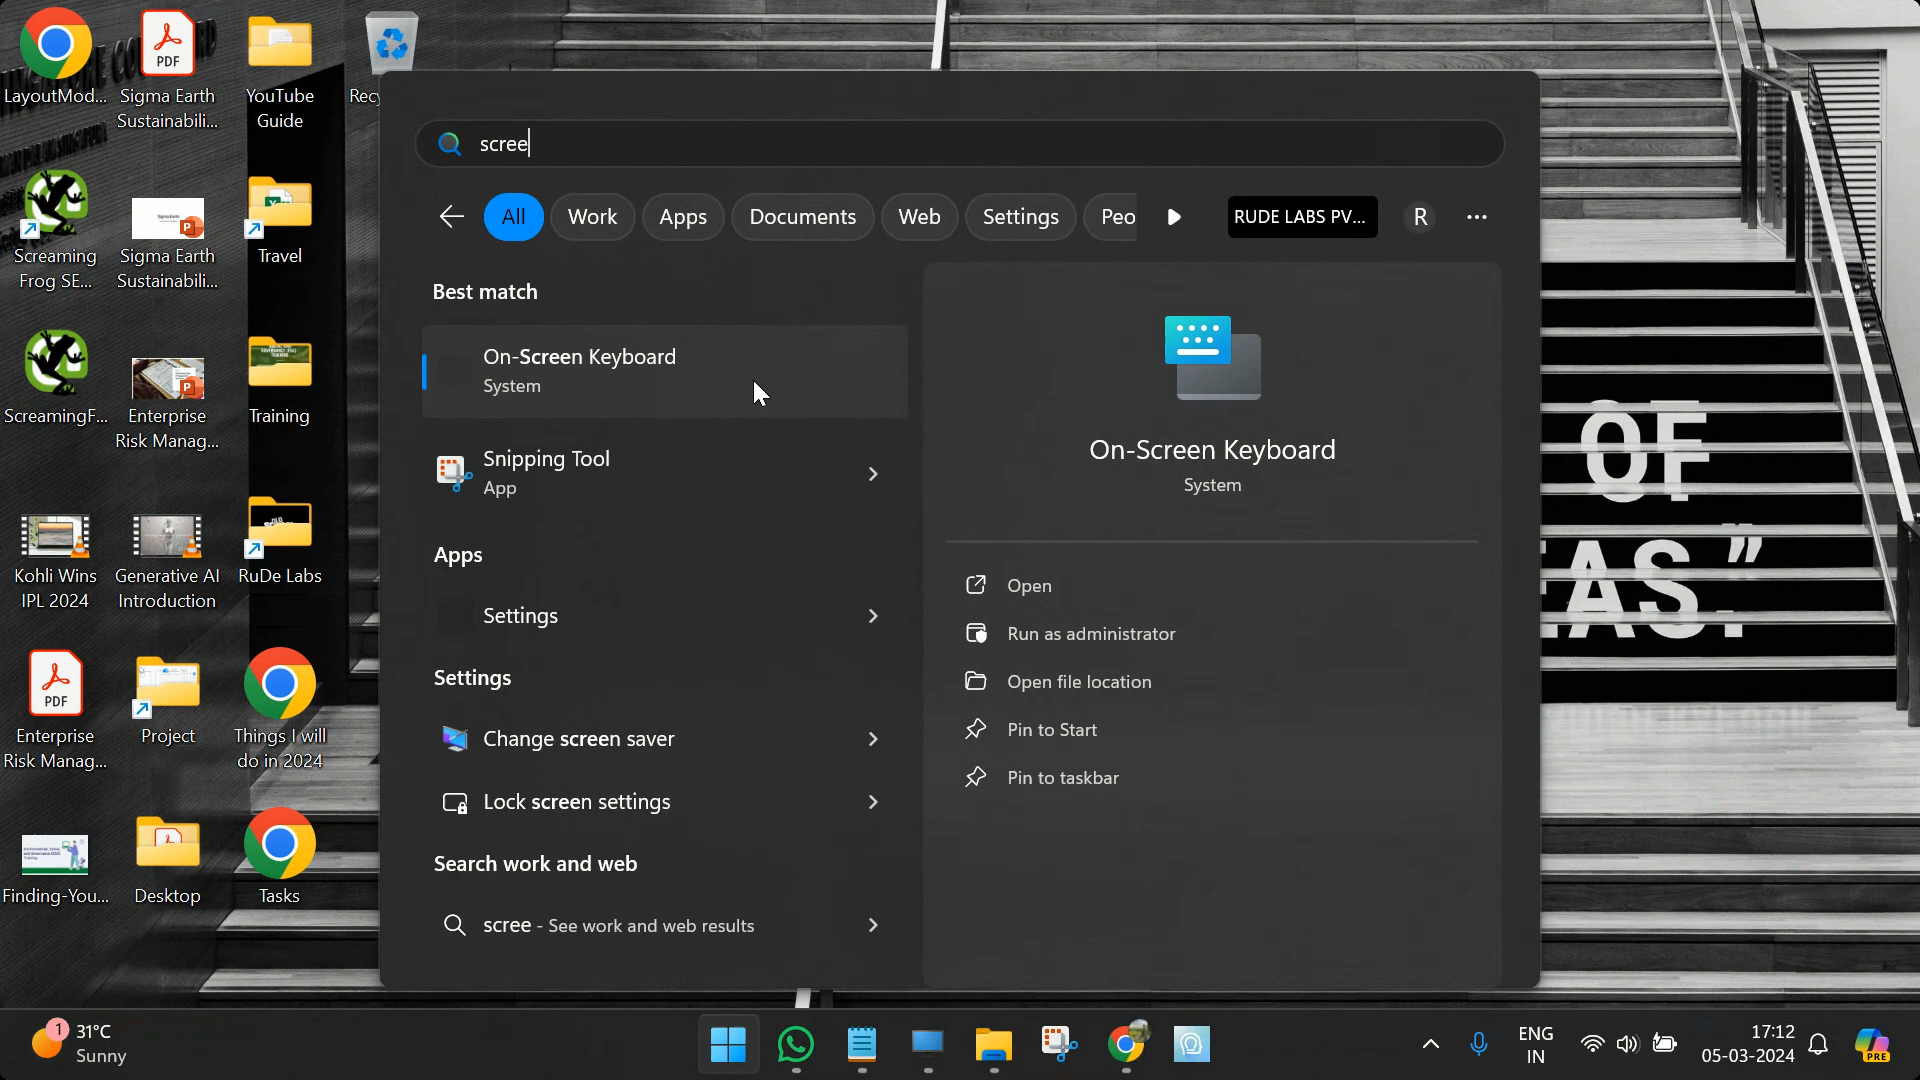 LayoutMod...
PDF
Sigma Earth
Sustainabili...
YouTube
Guide
Screaming
Frog SE...
Sigma Earth
Sustainabili...
Travel
ScreamingF...
Enterprise
Risk Manag...
Training
Kohli Wins
IPL 2024
Generative AI
Introduction
RuDe Labs
PDF
Enterprise
Risk Manag...
Project
Things I will
do in 2024
Finding-You...
Desktop
Tasks
scree
All
Work
Apps
Documents
Web
Settings
Peo
RUDE LABS PV...
R
Best match
On-Screen Keyboard
System
Snipping Tool
App
Apps
Settings
Settings
Change screen saver
Lock screen settings
Search work and web
scree - See work and web results
On-Screen Keyboard
System
Open
Run as administrator
Open file location
Pin to Start
Pin to taskbar
OF
AS.”
1
31°C
Sunny
ENG
IN
17:12
05-03-2024
PRE